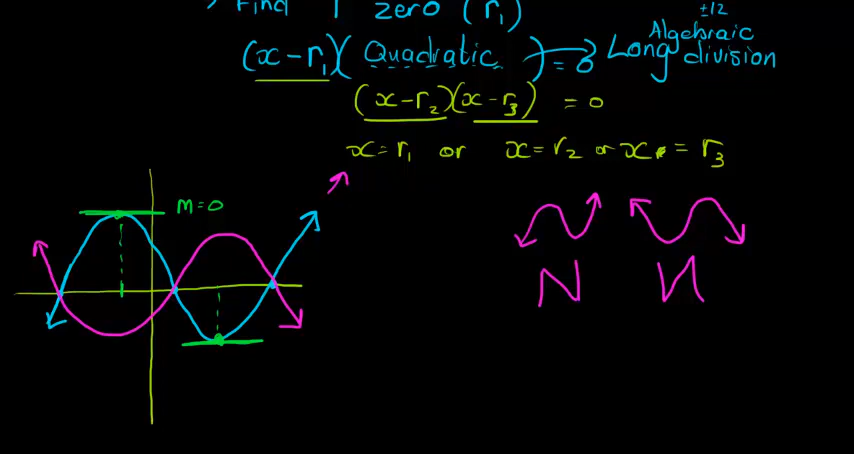 Find 1 zero (r₁)
±12
(x-r₁)(Quadratic)=0 Algebraic Long division
(x-r₂)(x-r₃) = 0
x=r₁ or x=r₂ or x = r₃
M=0
N И